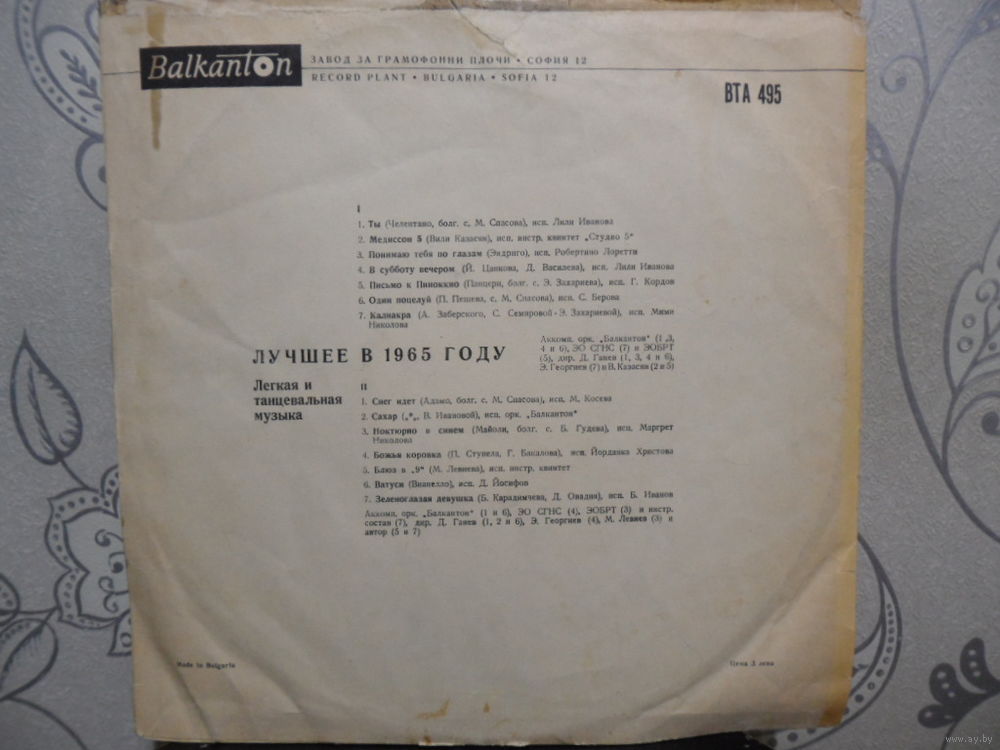 Balkanton
ЗАВОД ЗА ГРАМОФОННИ ПЛОЧИ • СОФИЯ 12
RECORD PLANT • BULGARIA • SOFIA 12
ВТА 495
I
1. Ты (Челентано, болг. с. М. Спасова), исп. Лили Иванова
2. Медиссон 5 (Вили Казасян), исп. инстр. квинтет „Студио 5“
3. Понимаю тебя по глазам (Эндриго), исп. Робертино Лоретти
4. В субботу вечером (Й. Цанкова, Д. Василева), исп. Лили Иванова
5. Письмо к Пиноккио (Панцери, болг. с. Э. Захариева), исп. Г. Кордов
6. Один поцелуй (П. Пешева, с. М. Спасова), исп. С. Берова
7. Калиакра (А. Заберского, С. Семировой-Э. Захариевой), исп. Мими
Николова
Аккомп. орк. „Балкантон“ (1, 3,
4 и 6), ЭО СГНС (7) и ЭОБРТ
(5), дир. Д. Ганев (1, 3, 4 и 6),
Э. Георгиев (7) и В. Казасян (2 и 5)
ЛУЧШЕЕ В 1965 ГОДУ
Легкая и
танцевальная
музыка
II
1. Снег идет (Адамо, болг. с. М. Спасова), исп. М. Косева
2. Сахар („*„, В. Ивановой), исп. орк. „Балкантон“
3. Ноктюрно в синем (Майоли, болг. с. Б. Гудева), исп. Маргрет
Николова
4. Божья коровка (П. Ступела, Г. Бакалова), исп. Йорданка Христова
5. Блюз в „9“ (М. Левиева), исп. инстр. квинтет
6. Ватуси (Вианелло), исп. Д. Йосифов
7. Зеленоглазая девушка (Б. Карадимчева, Д. Овадия), исп. Б. Иванов
Аккомп. орк. „Балкантон“ (1 и 6), ЭО СГНС (4), ЭОБРТ (3) и инстр.
состав (7), дир. Д. Ганев (1, 2 и 6), Э. Георгиев (4), М. Левиев (3) и
автор (5 и 7)
Made in Bulgaria
Цена 3 лева
www.ay.by